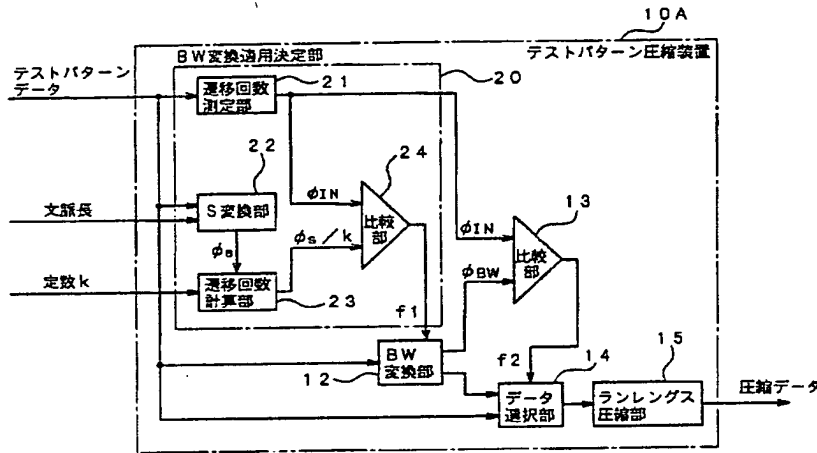 10A
BW変換適用決定部
テストパターン圧縮装置
テストパターン
データ
20
遷移回数
測定部
21
22
24
文脈長
S変換部
φIN
φIN
13
比較
部
φs
φs/k
比較
部
定数k
遷移回数
計算部
23
φBW
f1
BW
変換部
12
f2
14
15
データ
選択部
ランレングス
圧縮部
圧縮データ